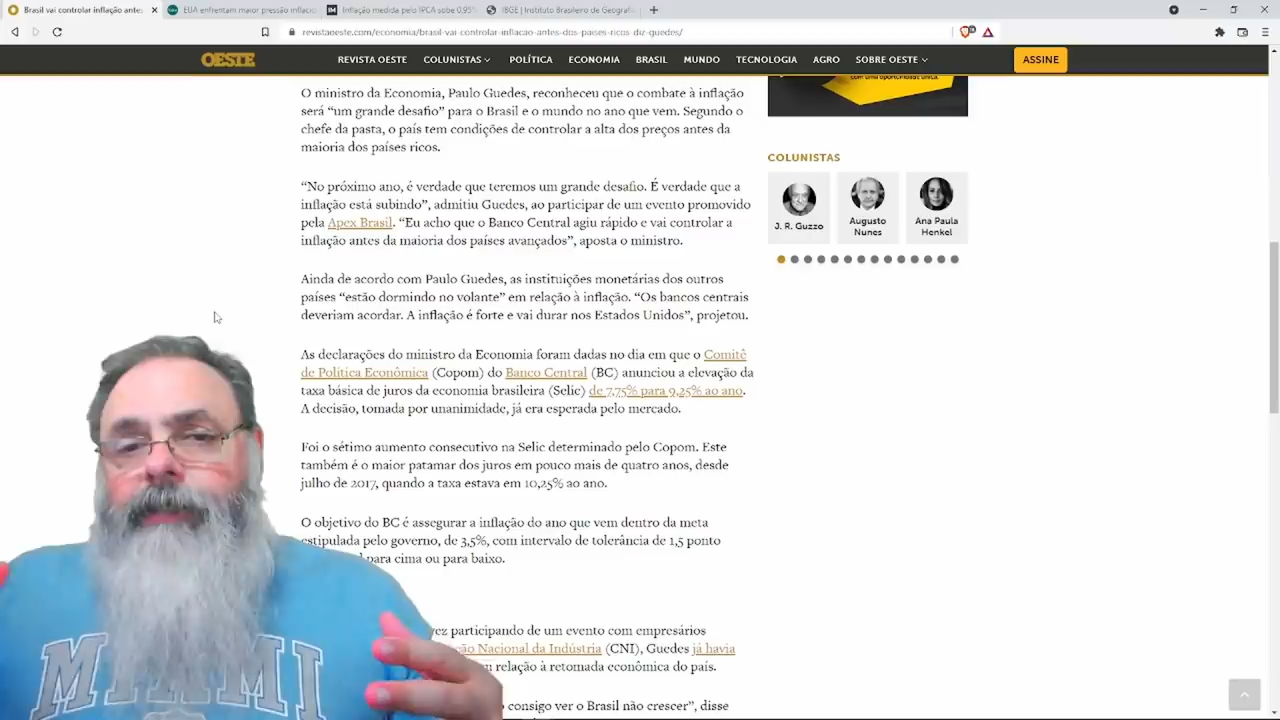 Brasil vai controlar inflação antes
EUA enfrentam maior pressão inflacio
Inflação medida pelo IPCA sobe 0,95%
IBGE | Instituto Brasileiro de Geografia
revistaoeste.com/economia/brasil-vai-controlar-inflacao-antes-dos-paises-ricos-diz-guedes/
OESTE
REVISTA OESTE COLUNISTAS POLÍTICA ECONOMIA BRASIL MUNDO TECNOLOGIA AGRO SOBRE OESTE
ASSINE
com uma oportunidade única.
O ministro da Economia, Paulo Guedes, reconheceu que o combate à inflação
será “um grande desafio” para o Brasil e o mundo no ano que vem. Segundo o
chefe da pasta, o país tem condições de controlar a alta dos preços antes da
maioria dos países ricos.
“No próximo ano, é verdade que teremos um grande desafio. É verdade que a
inflação está subindo”, admitiu Guedes, ao participar de um evento promovido
pela Apex Brasil. “Eu acho que o Banco Central agiu rápido e vai controlar a
inflação antes da maioria dos países avançados”, aposta o ministro.
Ainda de acordo com Paulo Guedes, as instituições monetárias dos outros
países “estão dormindo no volante” em relação à inflação. “Os bancos centrais
deveriam acordar. A inflação é forte e vai durar nos Estados Unidos”, projetou.
As declarações do ministro da Economia foram dadas no dia em que o Comitê
de Política Econômica (Copom) do Banco Central (BC) anunciou a elevação da
taxa básica de juros da economia brasileira (Selic) de 7,75% para 9,25% ao ano.
A decisão, tomada por unanimidade, já era esperada pelo mercado.
Foi o sétimo aumento consecutivo na Selic determinado pelo Copom. Este
também é o maior patamar dos juros em pouco mais de quatro anos, desde
julho de 2017, quando a taxa estava em 10,25% ao ano.
O objetivo do BC é assegurar a inflação do ano que vem dentro da meta
estipulada pelo governo, de 3,5%, com intervalo de tolerância de 1,5 ponto
para cima ou para baixo.
vez participando de um evento com empresários
Nacional da Indústria (CNI), Guedes já havia
em relação à retomada econômica do país.
consigo ver o Brasil não crescer”, disse
COLUNISTAS
J. R. Guzzo
Augusto
Nunes
Ana Paula
Henkel
MIAMI